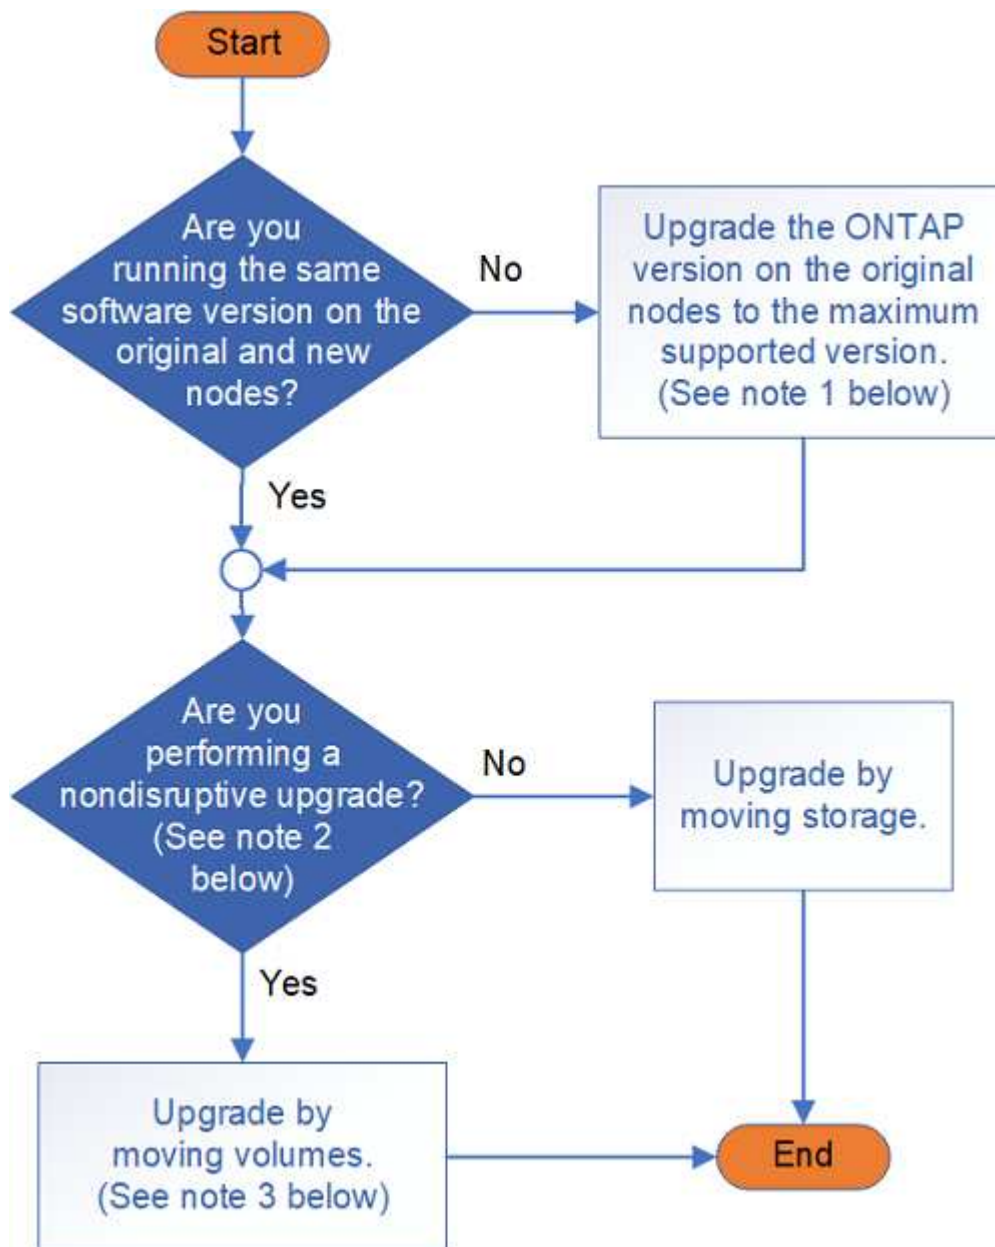 Start
Are you
running the same
software version on the
original and new
nodes?
No
Upgrade the ONTAP
version on the original
nodes to the maximum
supported version.
(See note 1 below)
Yes
Are you
performing a
nondisruptive upgrade?
(See note 2
below)
No
Upgrade by
moving storage.
Yes
Upgrade by
moving volumes.
(See note 3 below)
End